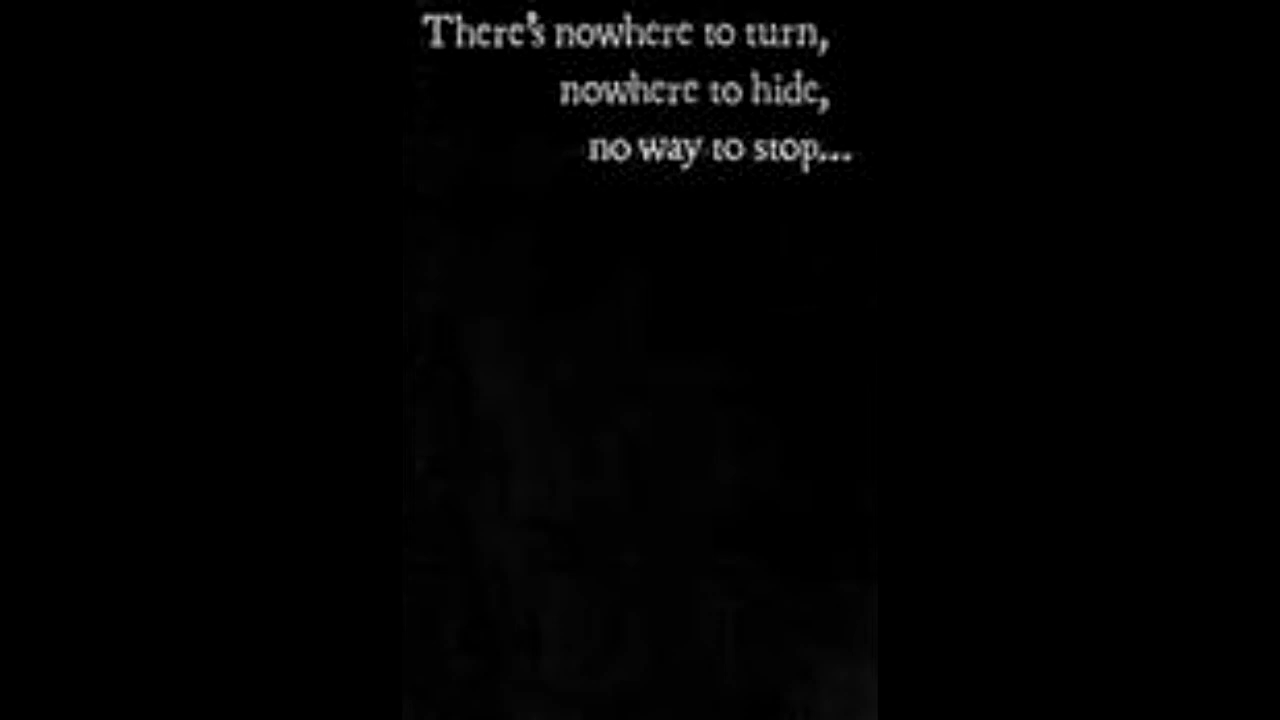 There's nowhere to turn,
nowhere to hide,
no way to stop...